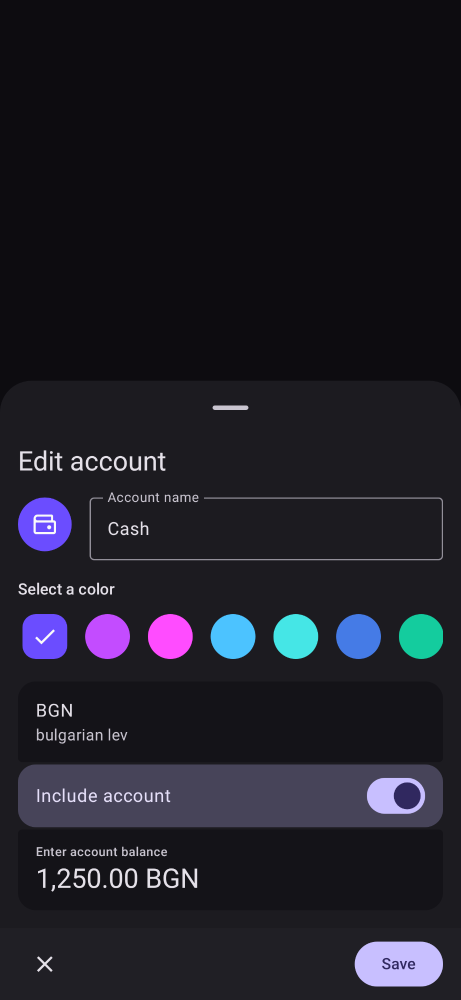 Edit account
Account name
Cash
Select a color
BGN
bulgarian lev
Include account
Enter account balance
1,250.00 BGN
Save